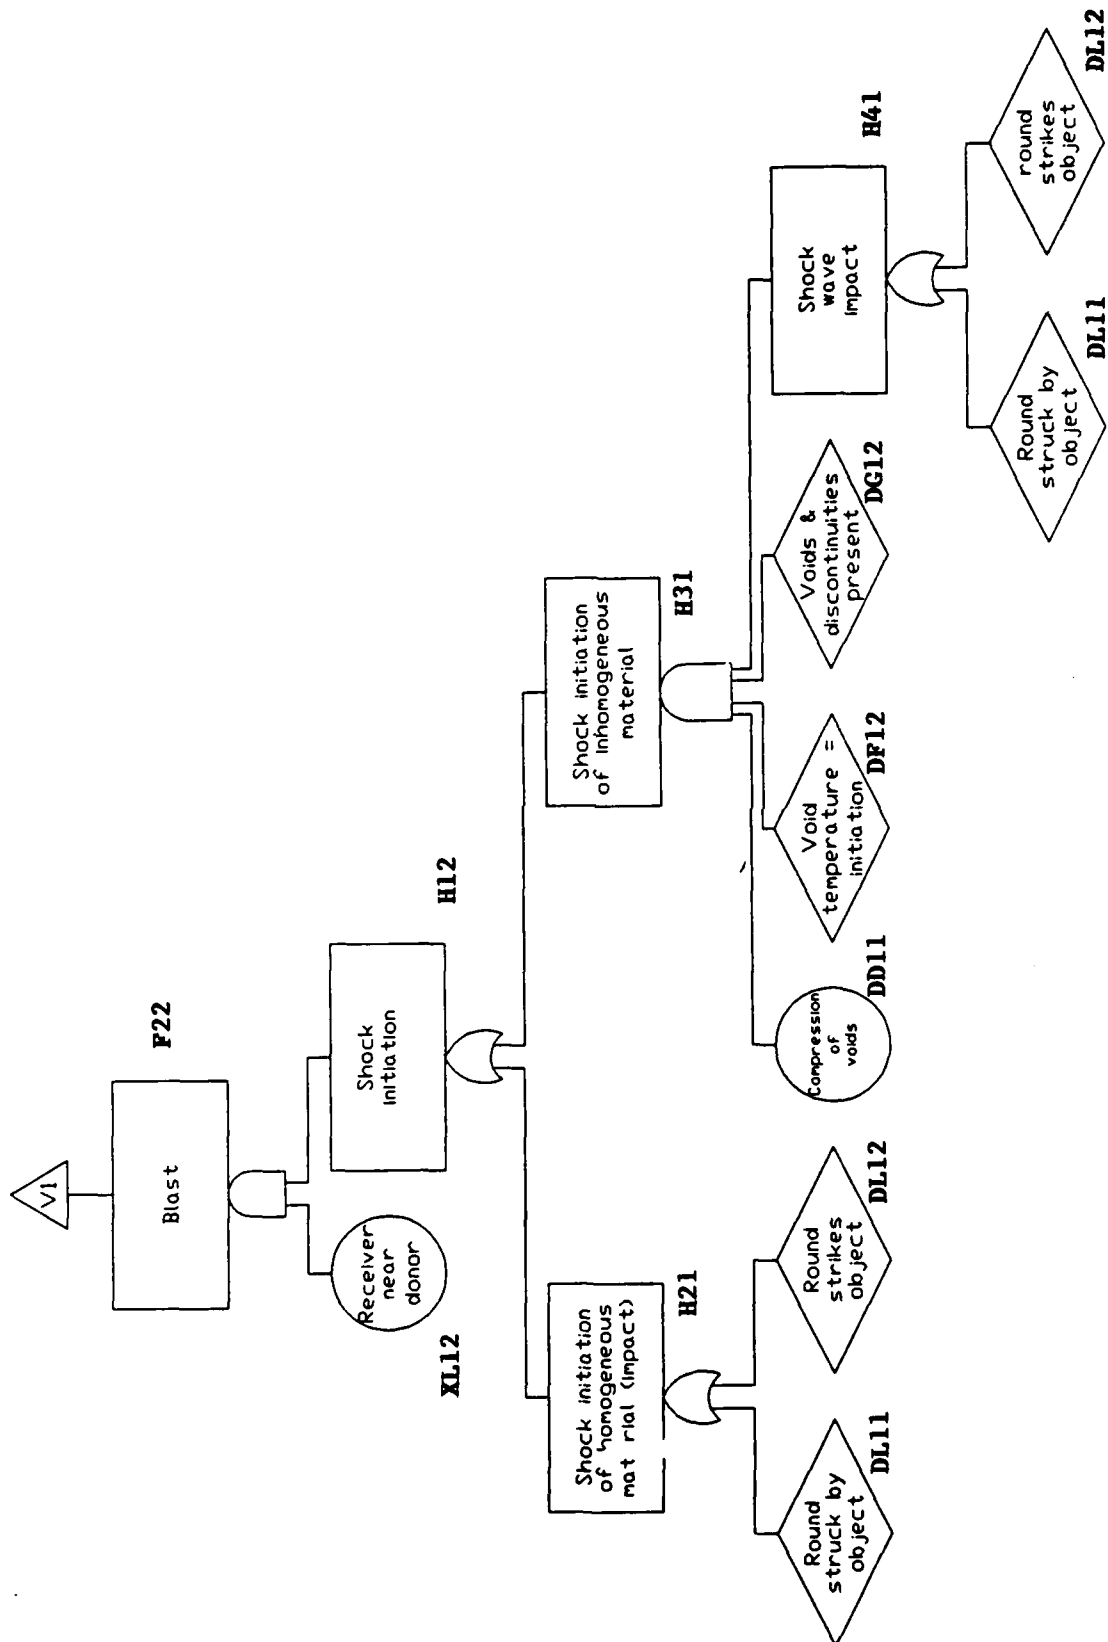 V1
Blast
F22
Receiver
near
donor
XL12
Shock
initiation
H12
Shock initiation
of homogeneous
mat rial (Impact)
H21
Shock initiation
of inhomogeneous
material
H31
Round
struck by
object
DL11
Round
strikes
object
DL12
Compression
of
voids
DD11
Void
temperature =
initiation
DF12
Voids &
discontinuities
present
DG12
Shock
wave
impact
H41
Round
struck by
object
DL11
round
strikes
object
DL12